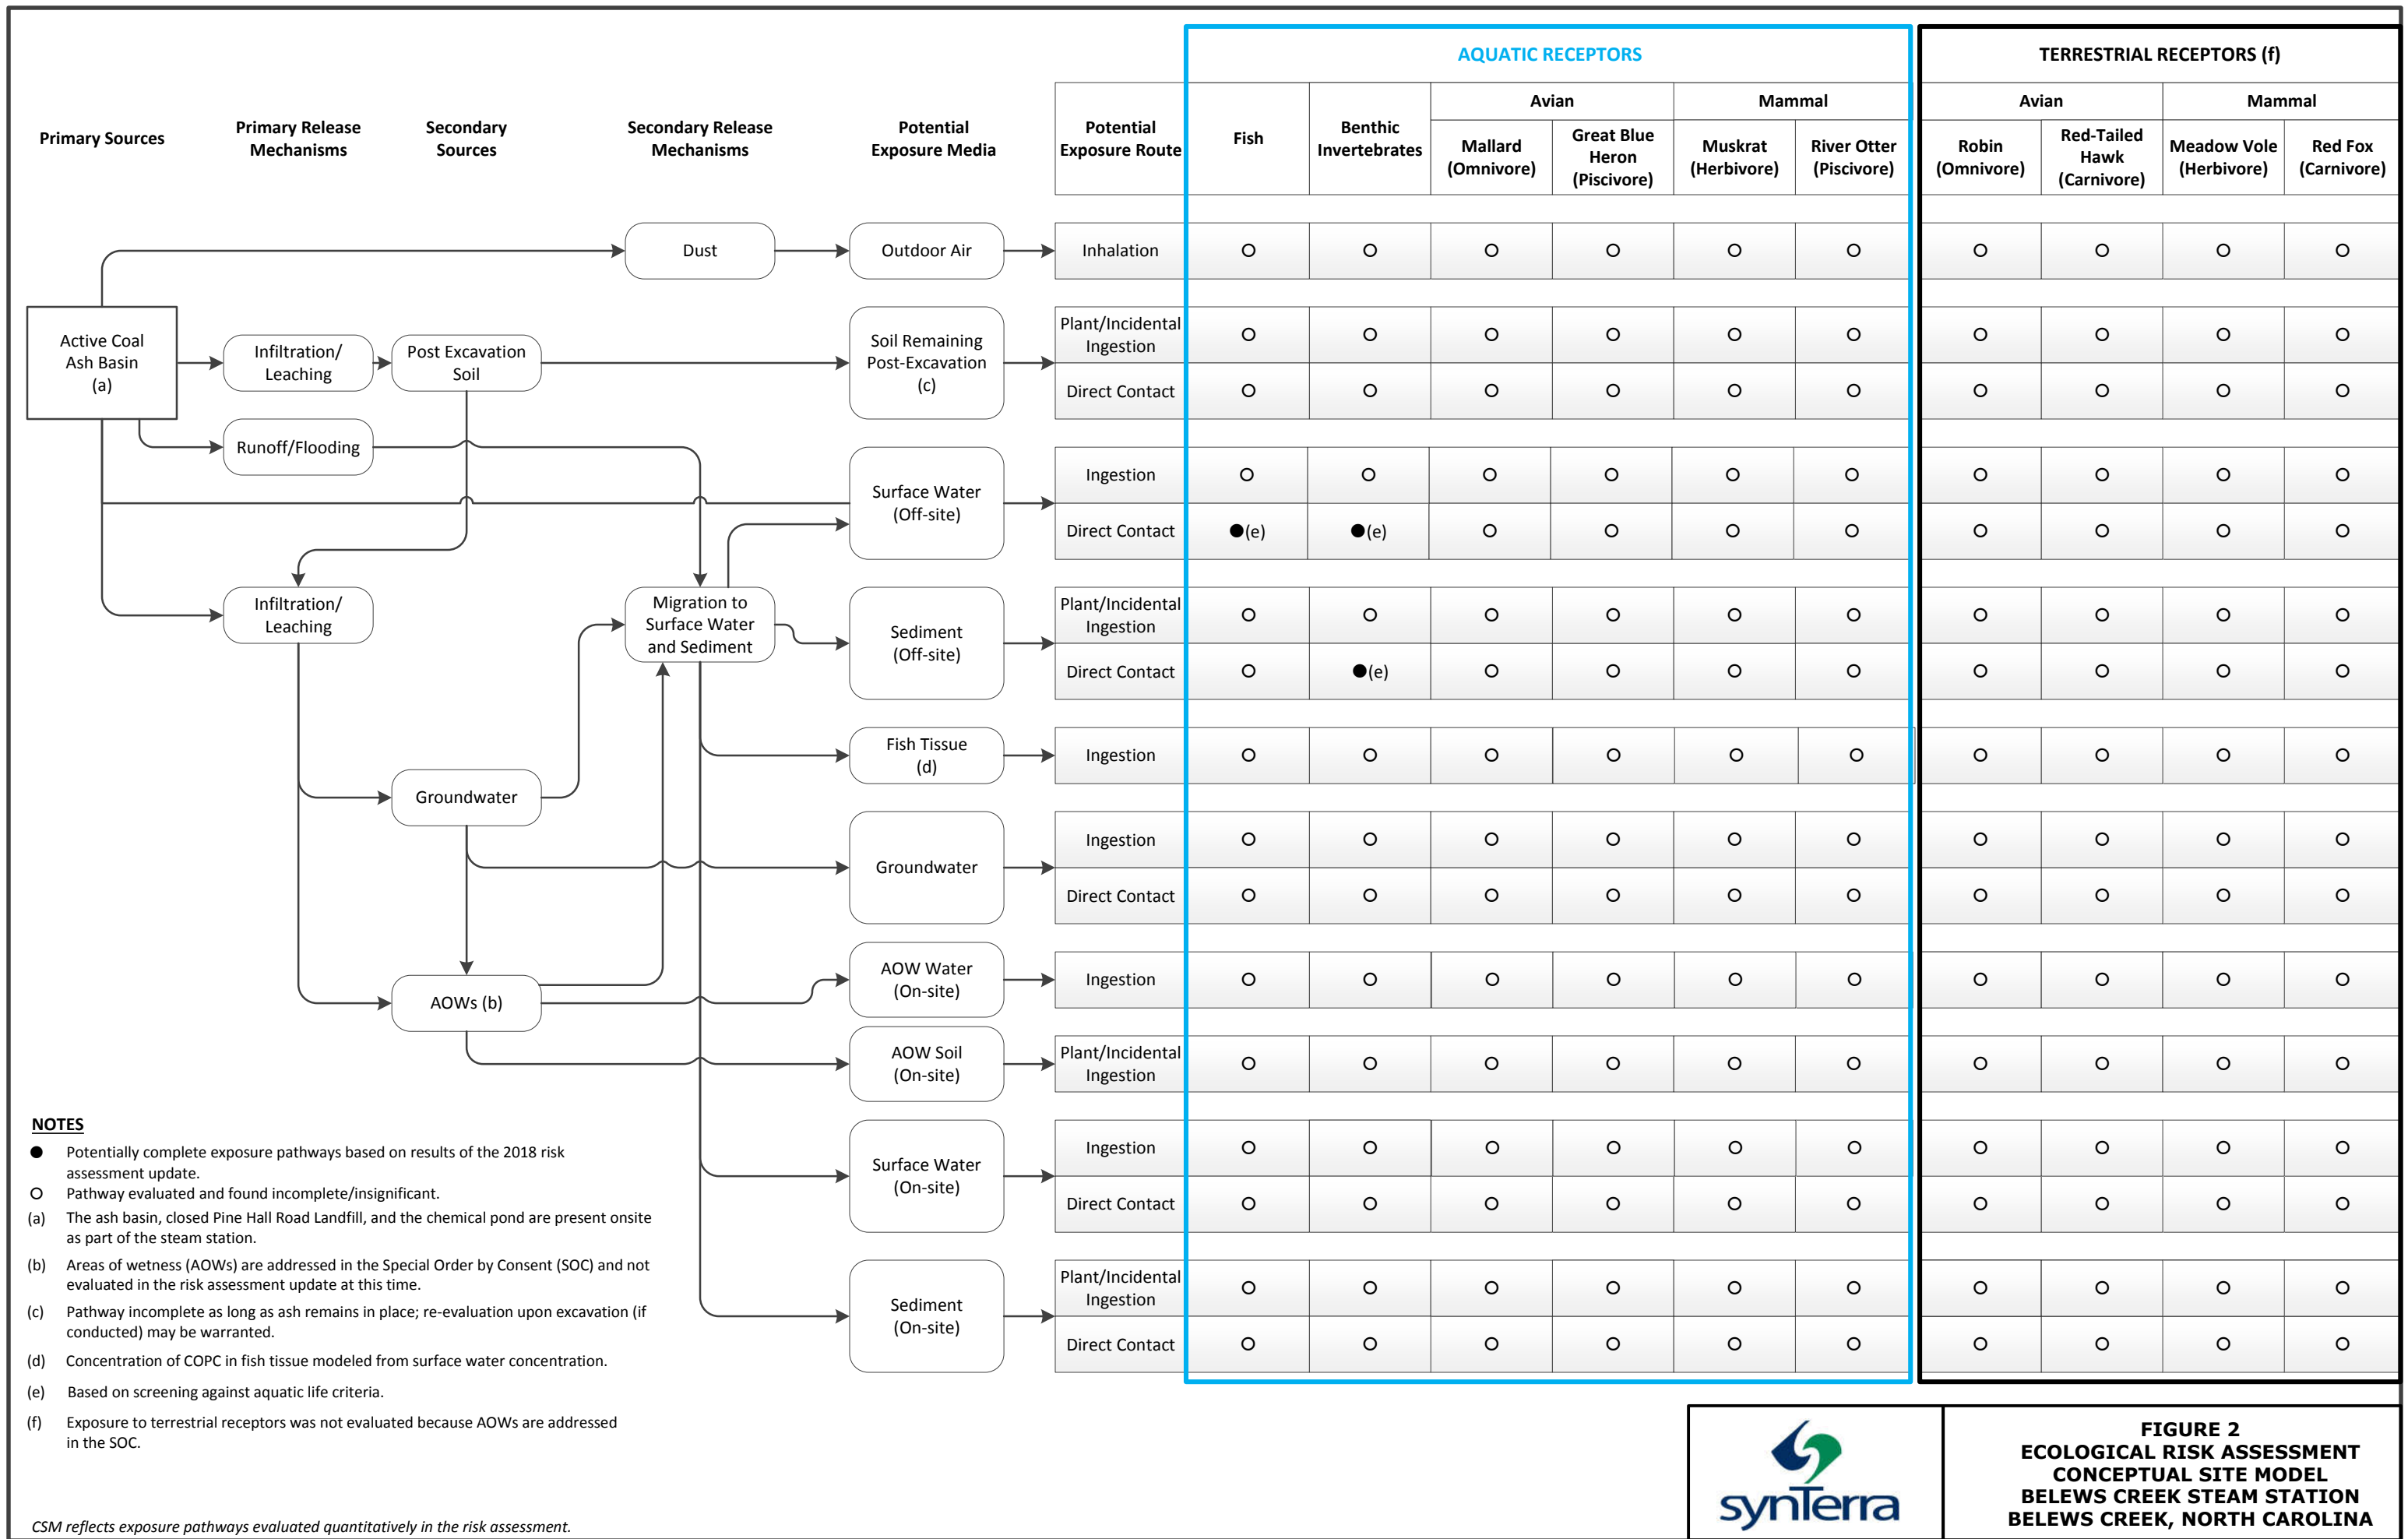 AQUATIC RECEPTORS
TERRESTRIAL RECEPTORS (f)
Primary Sources
Primary Release
Mechanisms
Secondary
Sources
Secondary Release
Mechanisms
Potential
Exposure Media
Potential
Exposure Route
Fish
Benthic
Invertebrates
Avian
Mammal
Mallard
(Omnivore)
Great Blue
Heron
(Piscivore)
Muskrat
(Herbivore)
River Otter
(Piscivore)
Avian
Mammal
Robin
(Omnivore)
Red-Tailed
Hawk
(Carnivore)
Meadow Vole
(Herbivore)
Red Fox
(Carnivore)
Dust
Outdoor Air
Inhalation
Active Coal
Ash Basin
(a)
Infiltration/
Leaching
Post Excavation
Soil
Soil Remaining
Post-Excavation
(c)
Plant/Incidental
Ingestion
Direct Contact
Runoff/Flooding
Surface Water
(Off-site)
Ingestion
Direct Contact
●(e)
●(e)
Infiltration/
Leaching
Migration to
Surface Water
and Sediment
Sediment
(Off-site)
Plant/Incidental
Ingestion
Direct Contact
●(e)
Fish Tissue
(d)
Ingestion
Groundwater
Groundwater
Ingestion
Direct Contact
AOWs (b)
AOW Water
(On-site)
Ingestion
AOW Soil
(On-site)
Plant/Incidental
Ingestion
Surface Water
(On-site)
Ingestion
Direct Contact
Sediment
(On-site)
Plant/Incidental
Ingestion
Direct Contact
NOTES
● Potentially complete exposure pathways based on results of the 2018 risk
assessment update.
○ Pathway evaluated and found incomplete/insignificant.
(a) The ash basin, closed Pine Hall Road Landfill, and the chemical pond are present onsite
as part of the steam station.
(b) Areas of wetness (AOWs) are addressed in the Special Order by Consent (SOC) and not
evaluated in the risk assessment update at this time.
(c) Pathway incomplete as long as ash remains in place; re-evaluation upon excavation (if
conducted) may be warranted.
(d) Concentration of COPC in fish tissue modeled from surface water concentration.
(e) Based on screening against aquatic life criteria.
(f) Exposure to terrestrial receptors was not evaluated because AOWs are addressed
in the SOC.
CSM reflects exposure pathways evaluated quantitatively in the risk assessment.
synTerra
FIGURE 2
ECOLOGICAL RISK ASSESSMENT
CONCEPTUAL SITE MODEL
BELEWS CREEK STEAM STATION
BELEWS CREEK, NORTH CAROLINA